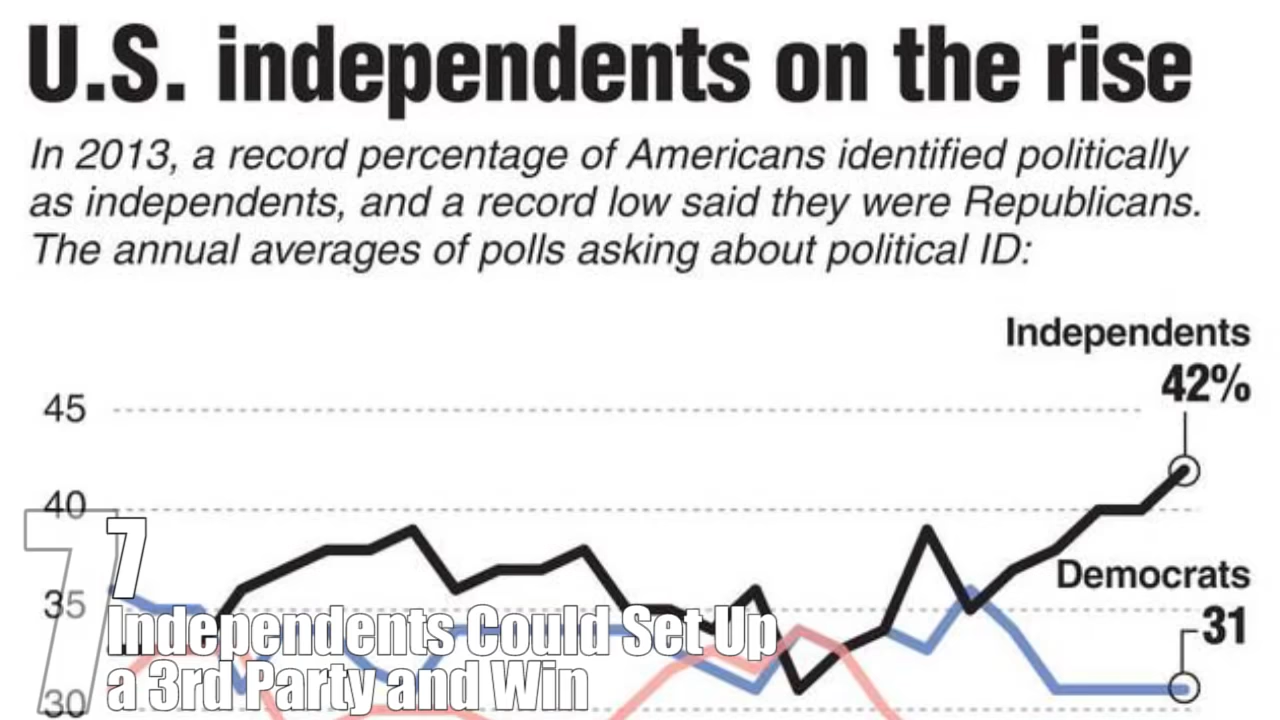 U.S. independents on the rise
In 2013, a record percentage of Americans identified politically
as independents, and a record low said they were Republicans.
The annual averages of polls asking about political ID:
Independents
42%
45
40
Democrats
35
31
30
7
7
Independents Could Set Up
a 3rd Party and Win